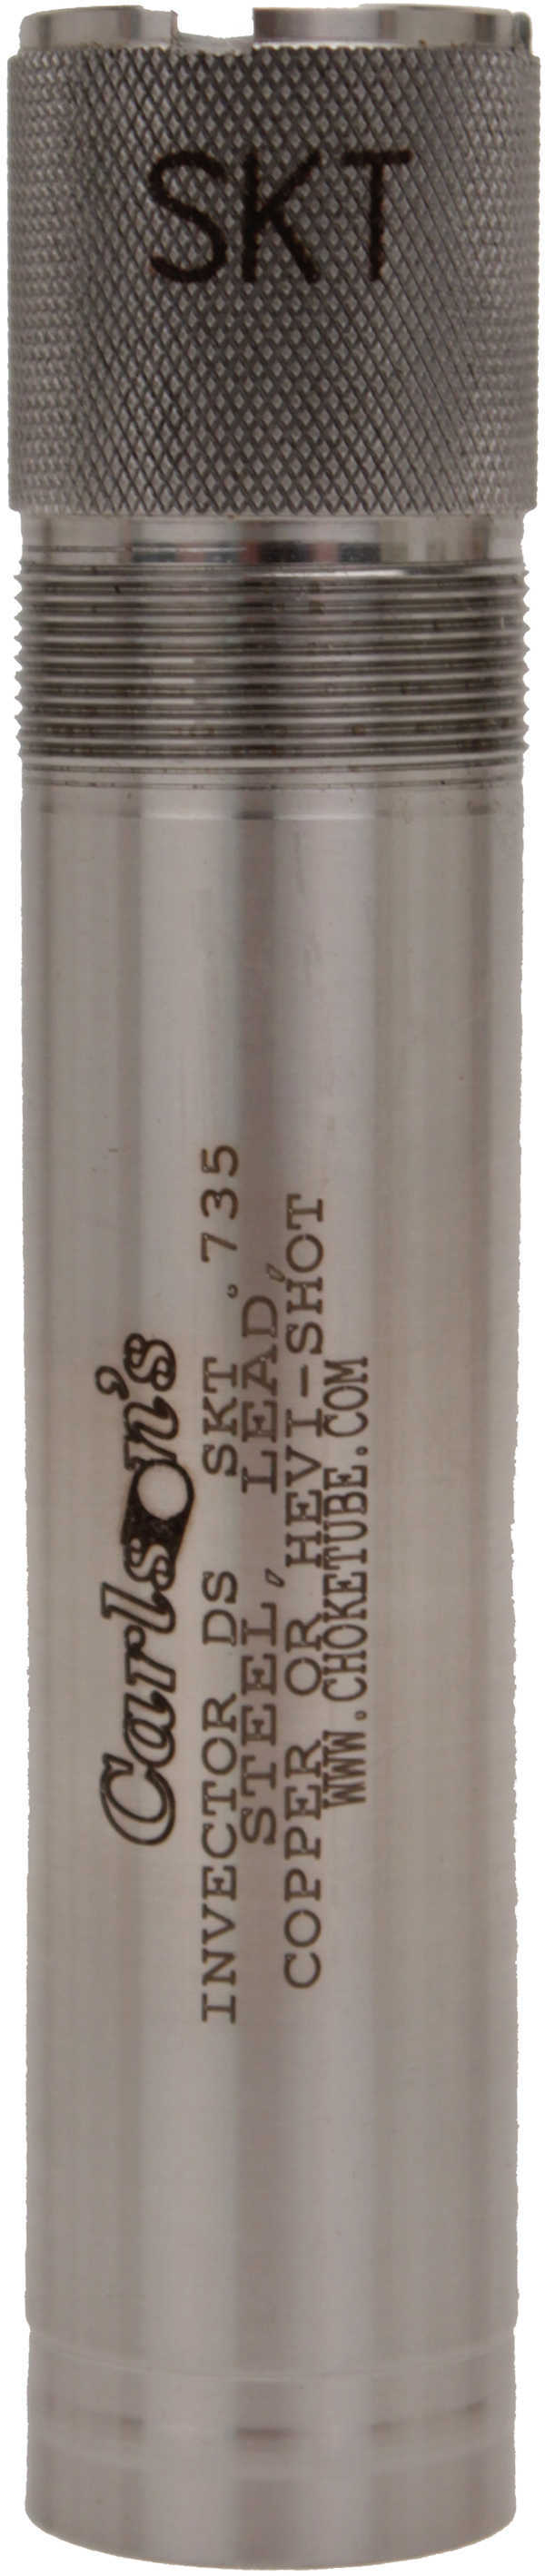 SKT
Carlson's
INVECTOR DS SKT .735
STEEL, LEAD,
COPPER OR HEVI-SHOT
WWW.CHOKETUBE.COM